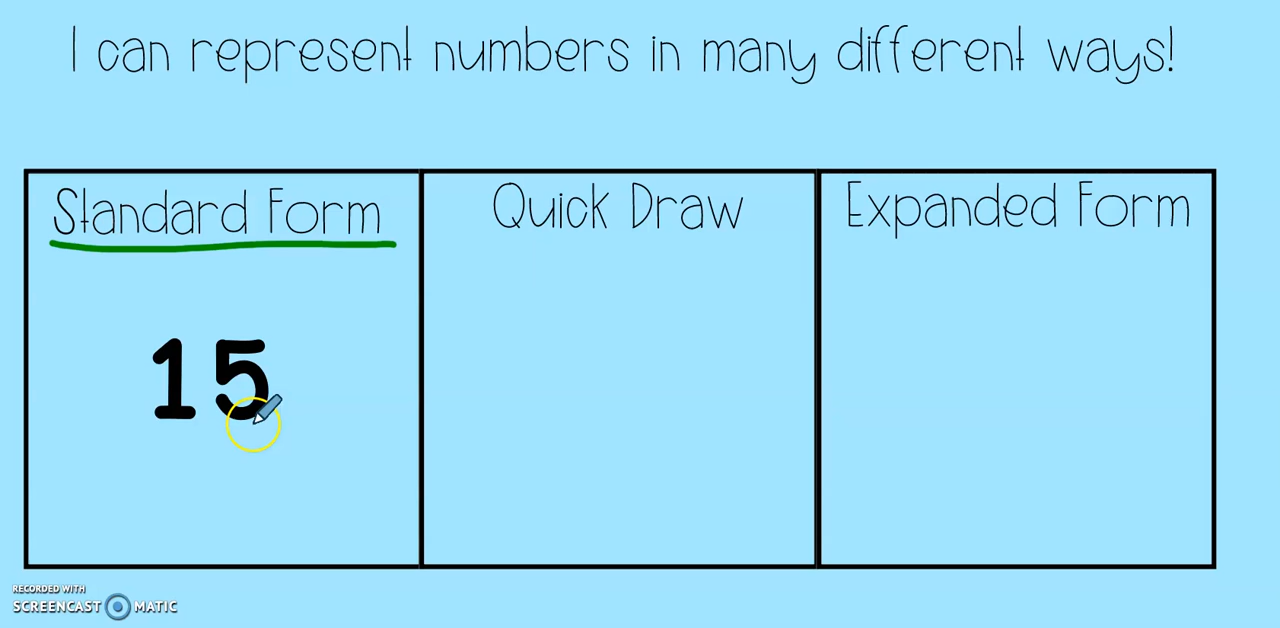 I can represent numbers in many different ways!
Standard Form
Quick Draw
Expanded Form
15
RECORDED WITH
SCREENCAST MATIC